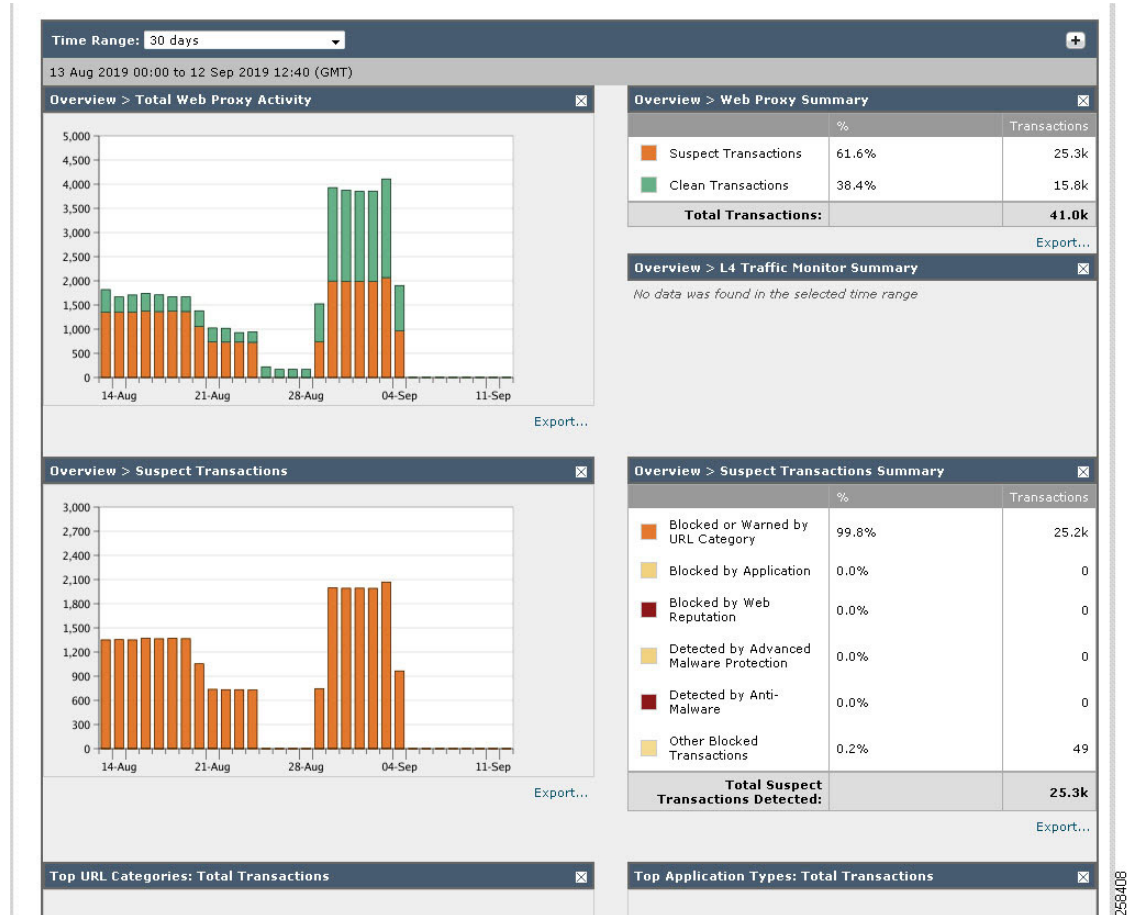 Time Range: 30 days
13 Aug 2019 00:00 to 12 Sep 2019 12:40 (GMT)
Overview > Total Web Proxy Activity
5,000
4,500
4,000
3,500
3,000
2,500
2,000
1,500
1,000
500
0
14-Aug 21-Aug 28-Aug 04-Sep 11-Sep
Export...
Overview > Web Proxy Summary
% Transactions
Suspect Transactions 61.6% 25.3k
Clean Transactions 38.4% 15.8k
Total Transactions: 41.0k
Export...
Overview > L4 Traffic Monitor Summary
No data was found in the selected time range
Overview > Suspect Transactions
3,000
2,700
2,400
2,100
1,800
1,500
1,200
900
600
300
0
14-Aug 21-Aug 28-Aug 04-Sep 11-Sep
Export...
Overview > Suspect Transactions Summary
% Transactions
Blocked or Warned by
URL Category 99.8% 25.2k
Blocked by Application 0.0% 0
Blocked by Web
Reputation 0.0% 0
Detected by Advanced
Malware Protection 0.0% 0
Detected by Anti-
Malware 0.0% 0
Other Blocked
Transactions 0.2% 49
Total Suspect
Transactions Detected: 25.3k
Export...
Top URL Categories: Total Transactions
Top Application Types: Total Transactions
258408